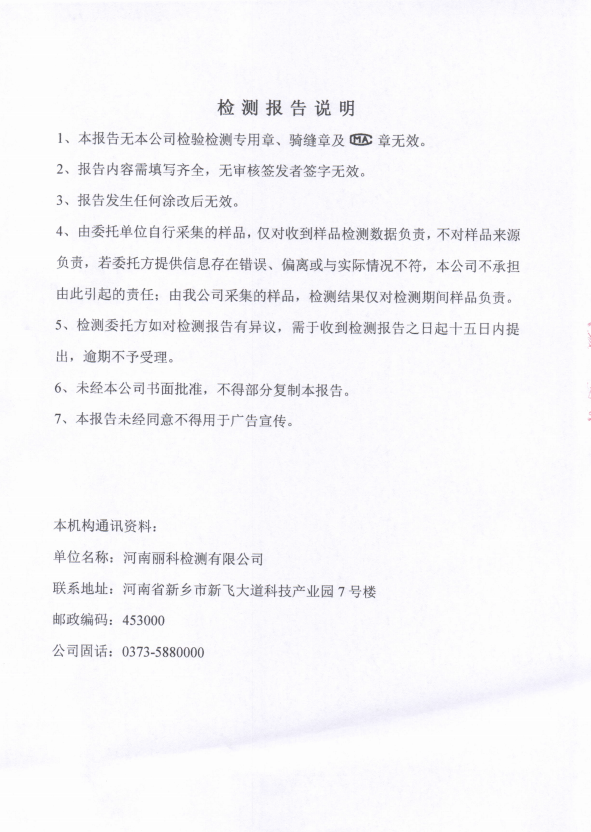 检测报告说明
1、本报告无本公司检验检测专用章、骑缝章及 MA 章无效。
2、报告内容需填写齐全，无审核签发者签字无效。
3、报告发生任何涂改后无效。
4、由委托单位自行采集的样品，仅对收到样品检测数据负责，不对样品来源
负责，若委托方提供信息存在错误、偏离或与实际情况不符，本公司不承担
由此引起的责任；由我公司采集的样品，检测结果仅对检测期间样品负责。
5、检测委托方如对检测报告有异议，需于收到检测报告之日起十五日内提
出，逾期不予受理。
6、未经本公司书面批准，不得部分复制本报告。
7、本报告未经同意不得用于广告宣传。
本机构通讯资料：
单位名称：河南丽科检测有限公司
联系地址：河南省新乡市新飞大道科技产业园 7 号楼
邮政编码：453000
公司固话：0373-5880000